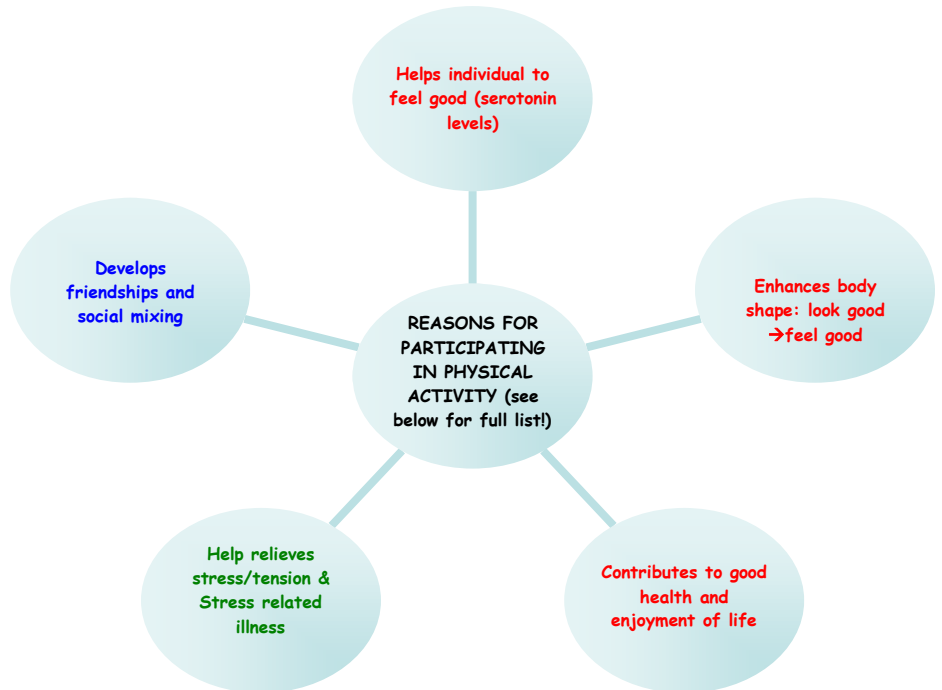 Helps individual to
feel good (serotonin
levels)
Develops
friendships and
social mixing
Enhances body
shape: look good
→feel good
REASONS FOR
PARTICIPATING
IN PHYSICAL
ACTIVITY (see
below for full list!)
Help relieves
stress/tension &
Stress related
illness
Contributes to good
health and
enjoyment of life